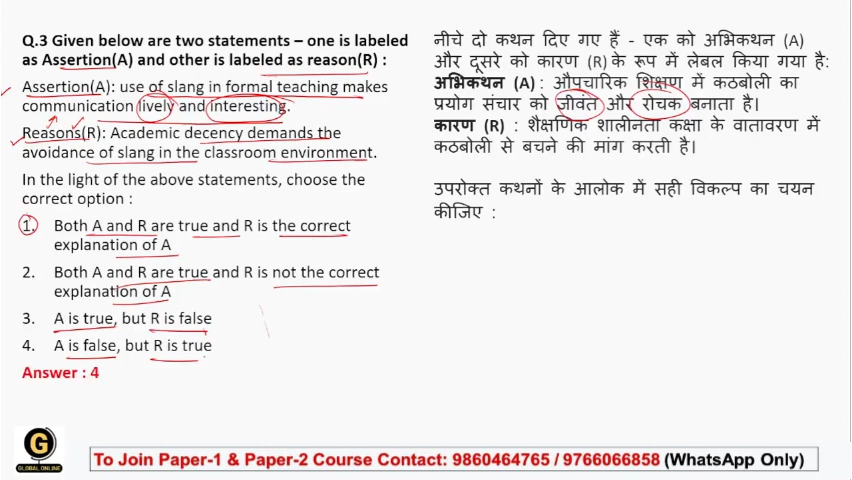 Q.3 Given below are two statements – one is labeled
as Assertion(A) and other is labeled as reason(R) :
Assertion(A): use of slang in formal teaching makes
communication lively and interesting.
Reasons(R): Academic decency demands the
avoidance of slang in the classroom environment.
In the light of the above statements, choose the
correct option :
1. Both A and R are true and R is the correct
explanation of A
2. Both A and R are true and R is not the correct
explanation of A
3. A is true, but R is false
4. A is false, but R is true
Answer : 4
नीचे दो कथन दिए गए हैं - एक को अभिकथन (A)
और दूसरे को कारण (R) के रूप में लेबल किया गया है:
अभिकथन (A) : औपचारिक शिक्षण में कठबोली का
प्रयोग संचार को जीवंत और रोचक बनाता है।
कारण (R) : शैक्षणिक शालीनता कक्षा के वातावरण में
कठबोली से बचने की मांग करती है।
उपरोक्त कथनों के आलोक में सही विकल्प का चयन
कीजिए :
G
GLOBAL ONLINE
To Join Paper-1 & Paper-2 Course Contact: 9860464765 / 9766066858 (WhatsApp Only)